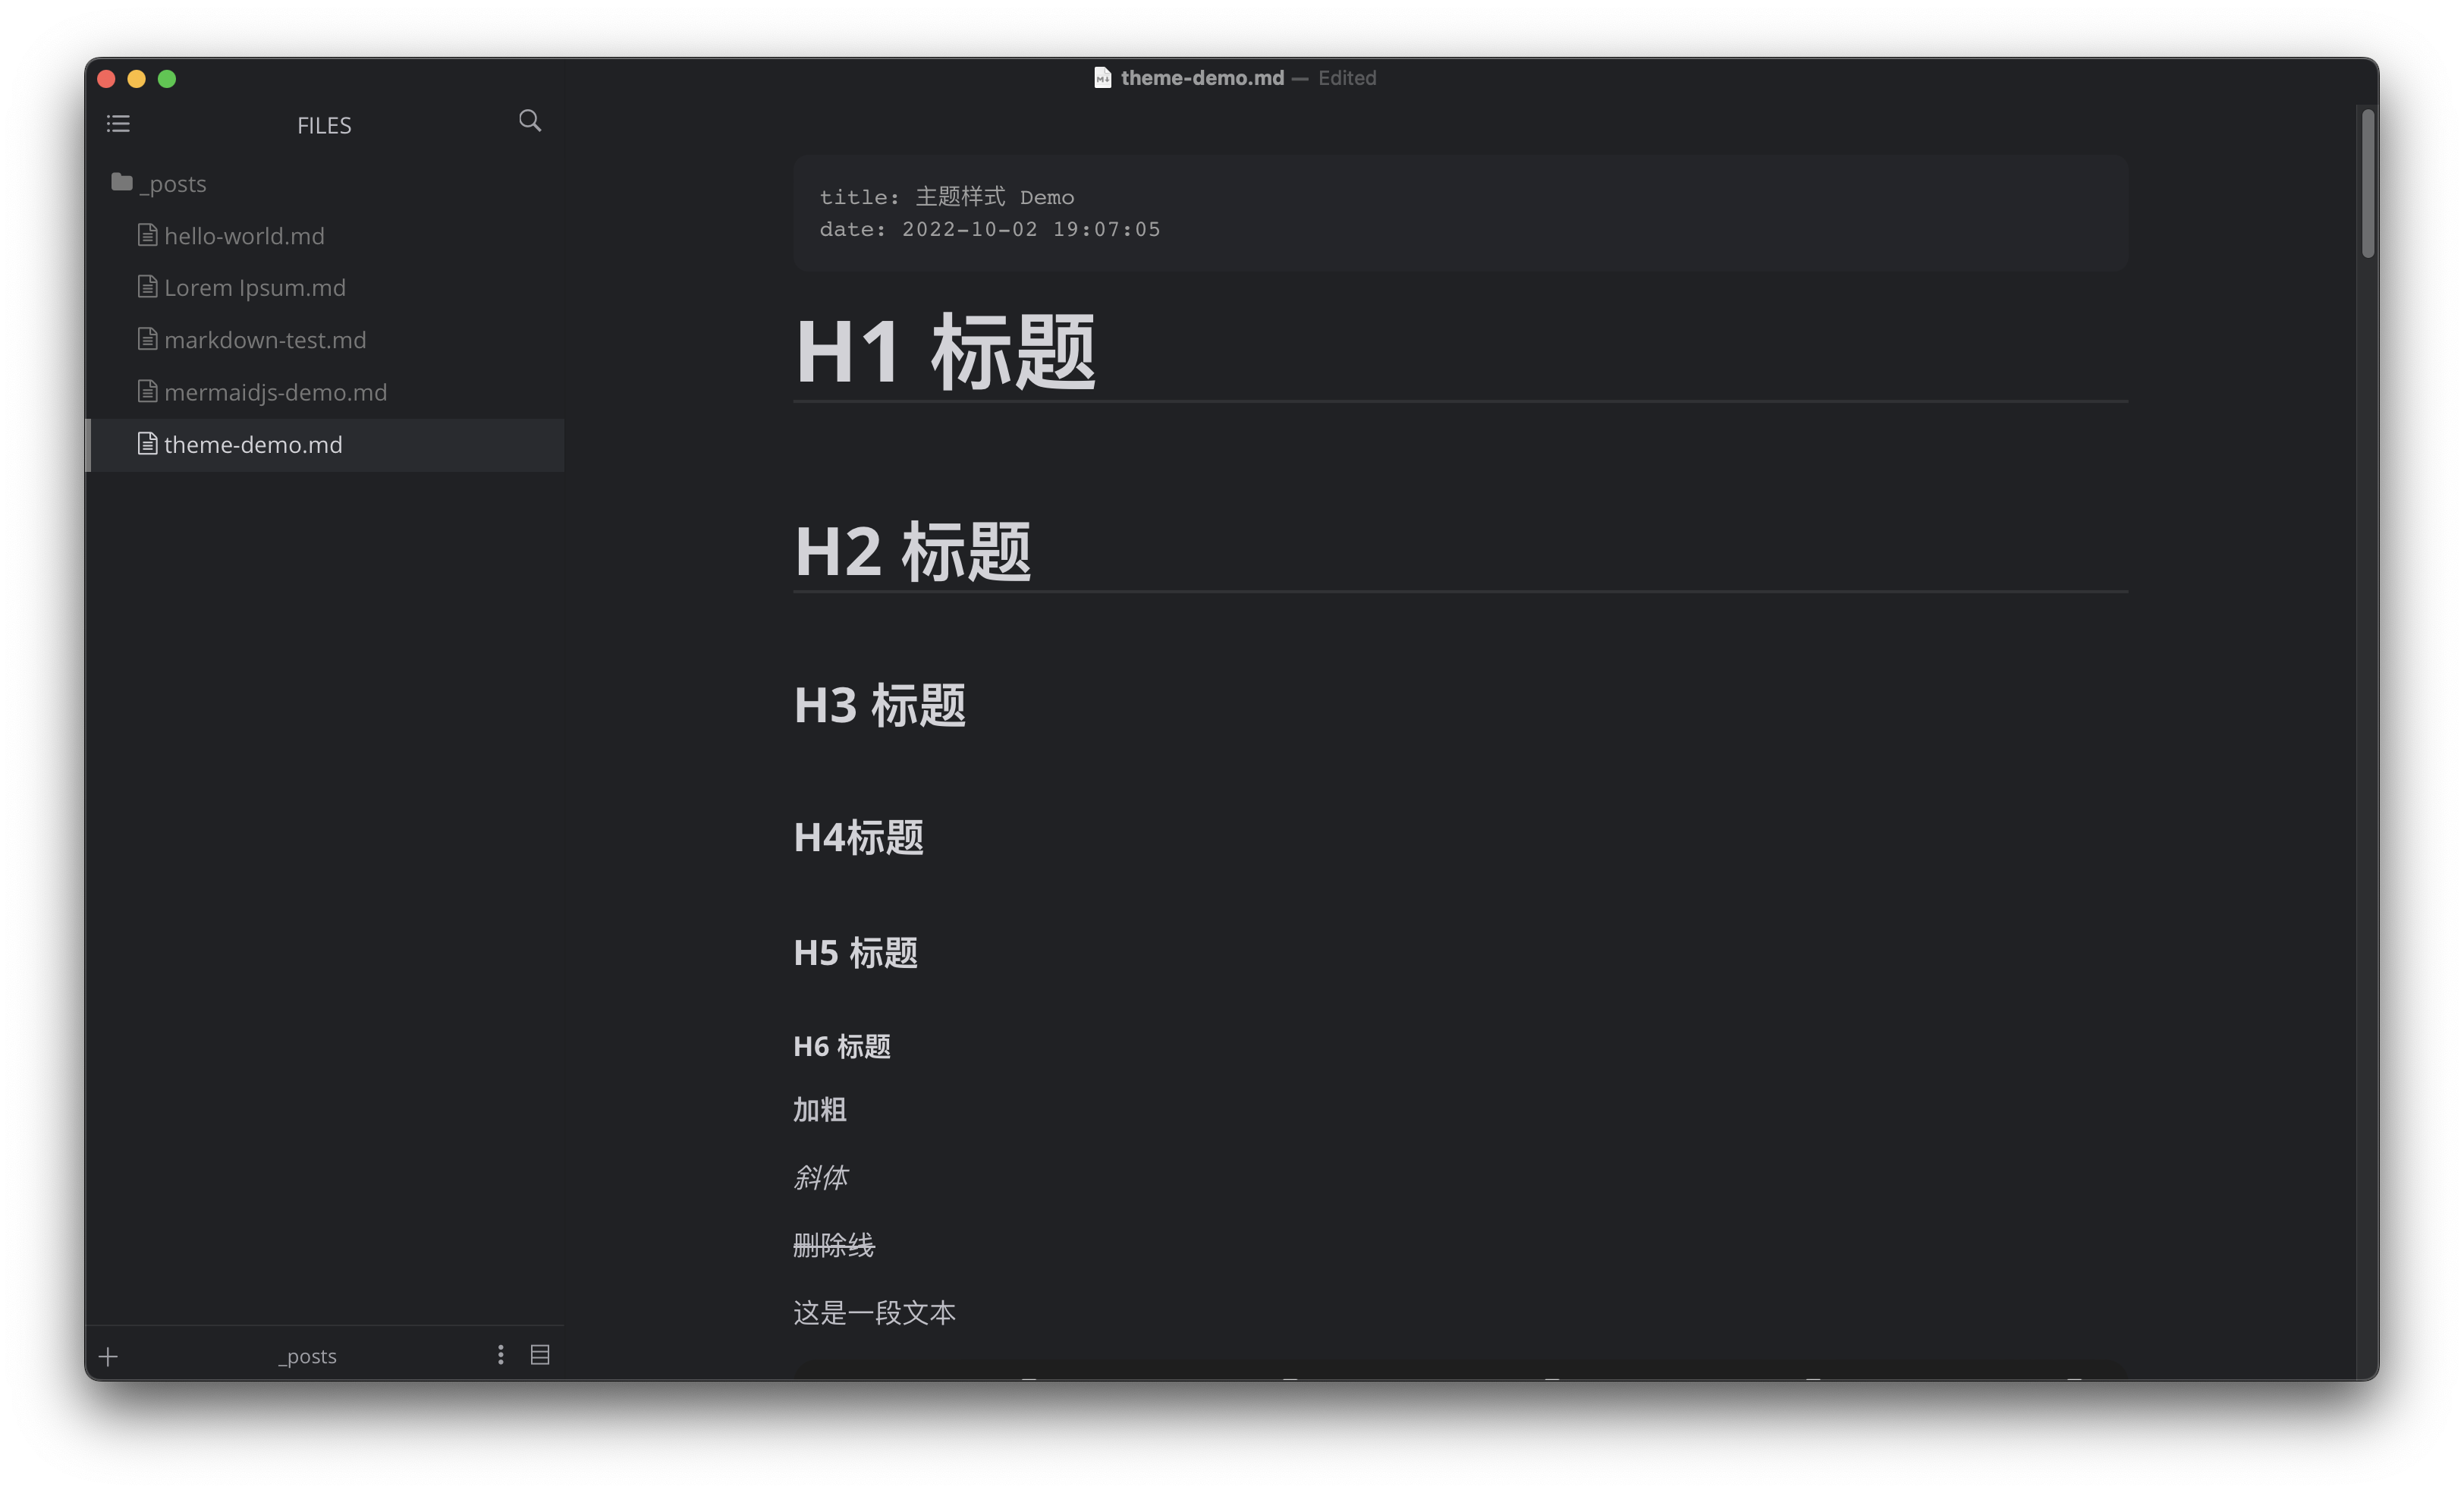 theme-demo.md — Edited
FILES
_posts
hello-world.md
Lorem Ipsum.md
markdown-test.md
mermaidjs-demo.md
theme-demo.md
_posts
title: 主题样式 Demo
date: 2022-10-02 19:07:05
H1 标题
H2 标题
H3 标题
H4标题
H5 标题
H6 标题
加粗
斜体
删除线
这是一段文本